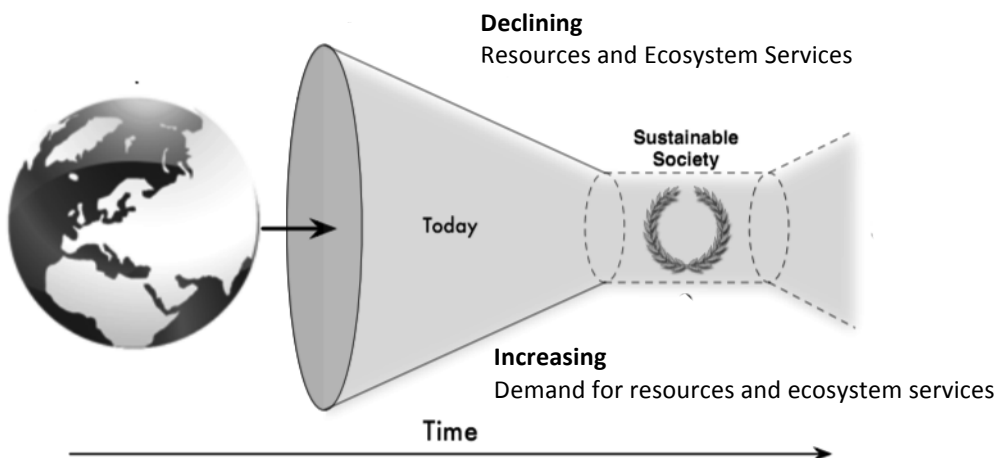 Declining
Resources and Ecosystem Services
Sustainable
Society
Today
Increasing
Demand for resources and ecosystem services
Time